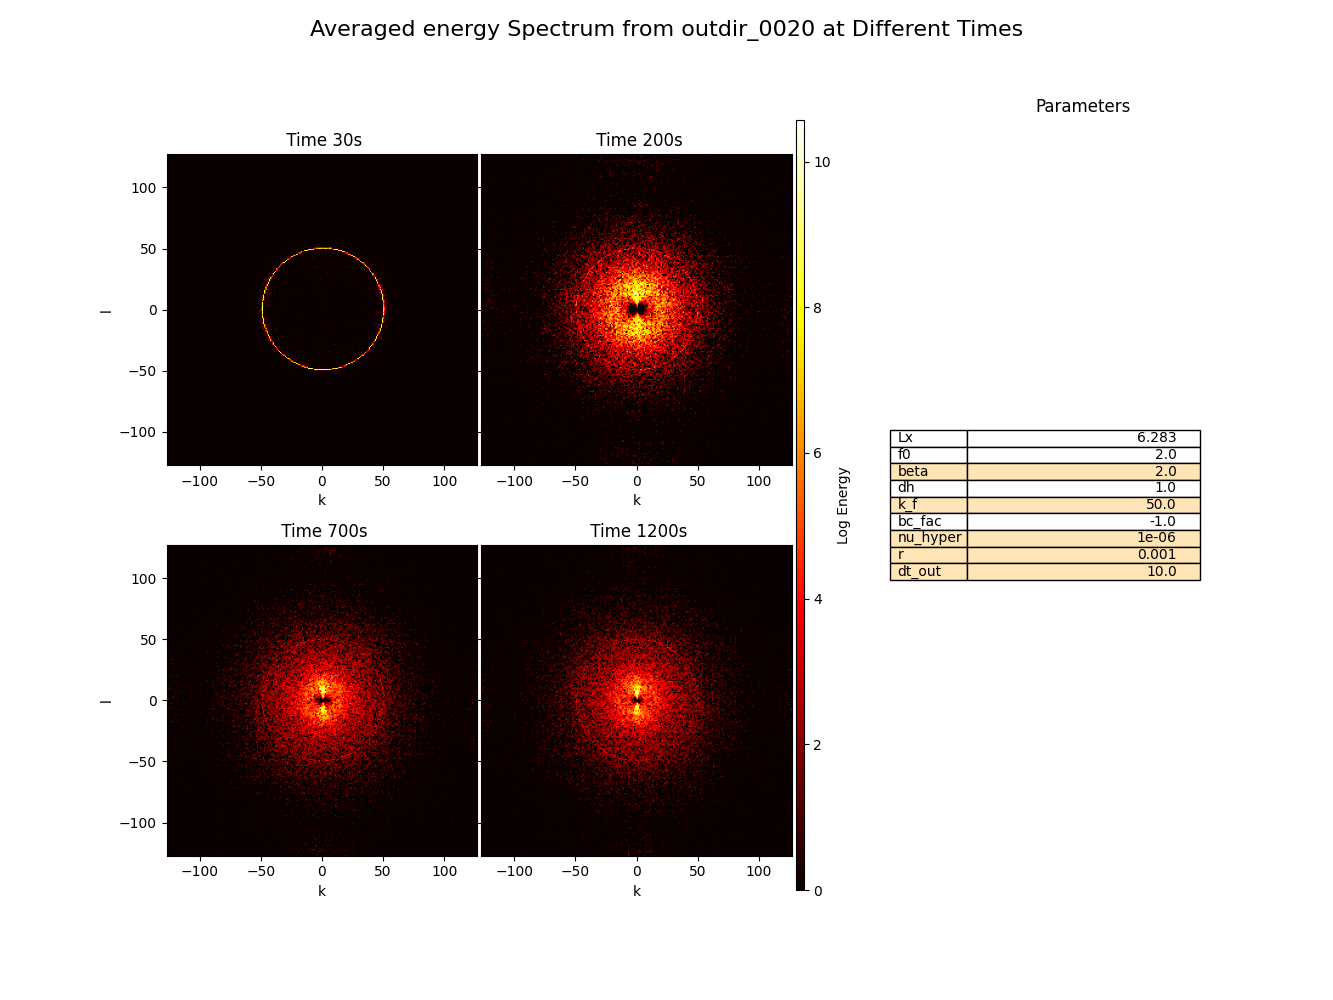 Averaged energy Spectrum from outdir_0020 at Different Times
Parameters
Time 30s
Time 200s
100
50
0
−50
−100
l
−100 −50 0 50 100
k
−100 −50 0 50 100
k
Time 700s
Time 1200s
100
50
0
−50
−100
l
−100 −50 0 50 100
k
−100 −50 0 50 100
k
10
8
6
4
2
0
Log Energy
Lx 6.283
f0 2.0
beta 2.0
dh 1.0
k_f 50.0
bc_fac -1.0
nu_hyper 1e-06
r 0.001
dt_out 10.0